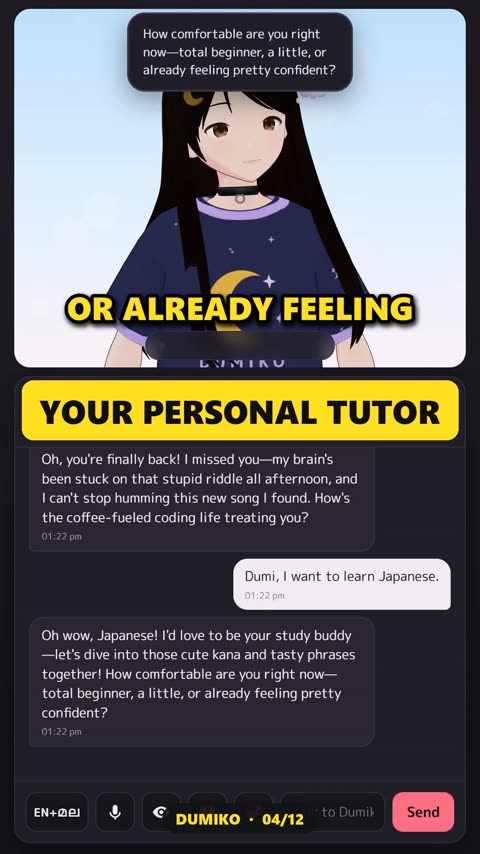 How comfortable are you right
now—total beginner, a little, or
already feeling pretty confident?
OR ALREADY FEELING
DUMIKO
YOUR PERSONAL TUTOR
Oh, you're finally back! I missed you—my brain's
been stuck on that stupid riddle all afternoon, and
I can't stop humming this new song I found. How's
the coffee-fueled coding life treating you?
01:22 pm
Dumi, I want to learn Japanese.
01:22 pm
Oh wow, Japanese! I'd love to be your study buddy
—let's dive into those cute kana and tasty phrases
together! How comfortable are you right now—
total beginner, a little, or already feeling pretty
confident?
01:22 pm
EN+മല
to Dumik
Send
DUMIKO · 04/12